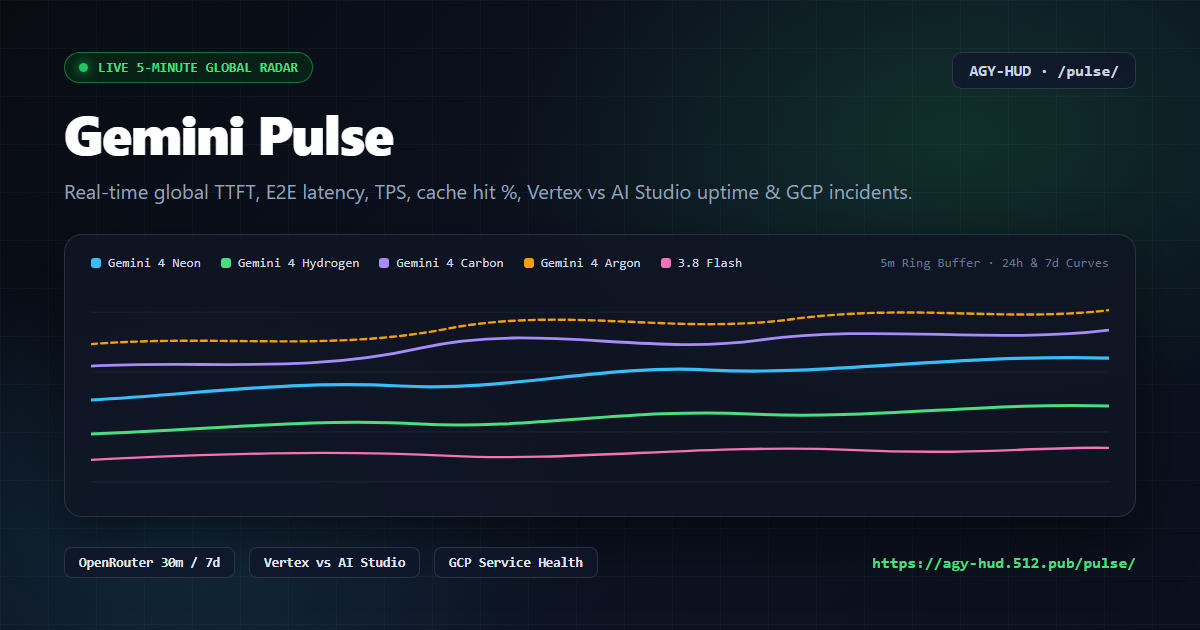 LIVE 5-MINUTE GLOBAL RADAR
AGY-HUD · /pulse/
Gemini Pulse
Real-time global TTFT, E2E latency, TPS, cache hit %, Vertex vs AI Studio uptime & GCP incidents.
Gemini 4 Neon Gemini 4 Hydrogen Gemini 4 Carbon Gemini 4 Argon 3.8 Flash 5m Ring Buffer · 24h & 7d Curves
OpenRouter 30m / 7d Vertex vs AI Studio GCP Service Health https://agy-hud.512.pub/pulse/